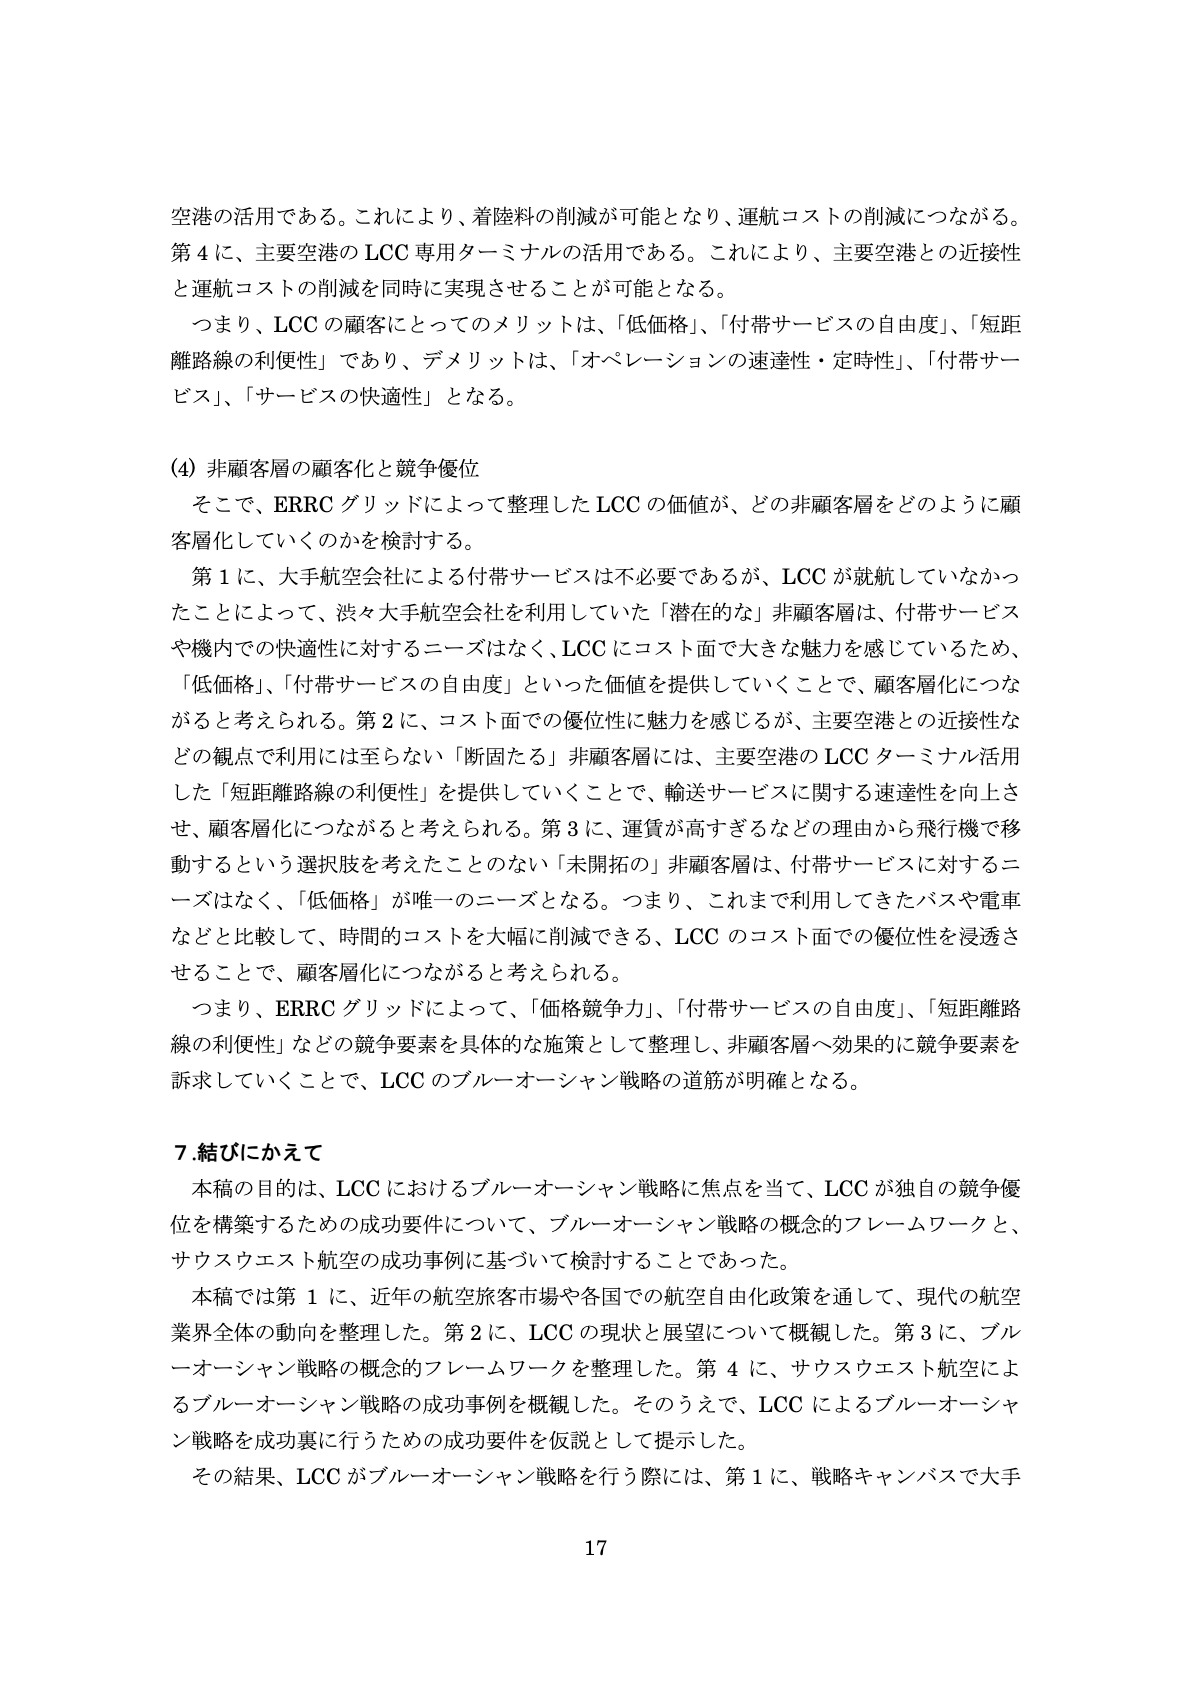 空港の活用である。これにより、着陸料の削減が可能となり、運航コストの削減につながる。
第 4 に、主要空港の LCC 専用ターミナルの活用である。これにより、主要空港との近接性
と運航コストの削減を同時に実現させることが可能となる。
つまり、LCC の顧客にとってのメリットは、「低価格」、「付帯サービスの自由度」、「短距
離路線の利便性」であり、デメリットは、「オペレーションの速達性・定時性」、「付帯サー
ビス」、「サービスの快適性」となる。
(4) 非顧客層の顧客化と競争優位
そこで、ERRC グリッドによって整理した LCC の価値が、どの非顧客層をどのように顧
客層化していくのかを検討する。
第 1 に、大手航空会社による付帯サービスは不必要であるが、LCC が就航していなかっ
たことによって、渋々大手航空会社を利用していた「潜在的な」非顧客層は、付帯サービス
や機内での快適性に対するニーズはなく、LCC にコスト面で大きな魅力を感じているため、
「低価格」、「付帯サービスの自由度」といった価値を提供していくことで、顧客層化につな
がると考えられる。第 2 に、コスト面での優位性に魅力を感じるが、主要空港との近接性な
どの観点で利用には至らない「断固たる」非顧客層には、主要空港の LCC ターミナル活用
した「短距離路線の利便性」を提供していくことで、輸送サービスに関する速達性を向上さ
せ、顧客層化につながると考えられる。第 3 に、運賃が高すぎるなどの理由から飛行機で移
動するという選択肢を考えたことのない「未開拓の」非顧客層は、付帯サービスに対するニ
ーズはなく、「低価格」が唯一のニーズとなる。つまり、これまで利用してきたバスや電車
などと比較して、時間的コストを大幅に削減できる、LCC のコスト面での優位性を浸透さ
せることで、顧客層化につながると考えられる。
つまり、ERRC グリッドによって、「価格競争力」、「付帯サービスの自由度」、「短距離路
線の利便性」などの競争要素を具体的な施策として整理し、非顧客層へ効果的に競争要素を
訴求していくことで、LCC のブルーオーシャン戦略の道筋が明確となる。
７.結びにかえて
本稿の目的は、LCC におけるブルーオーシャン戦略に焦点を当て、LCC が独自の競争優
位を構築するための成功要件について、ブルーオーシャン戦略の概念的フレームワークと、
サウスウエスト航空の成功事例に基づいて検討することであった。
本稿では第 1 に、近年の航空旅客市場や各国での航空自由化政策を通して、現代の航空
業界全体の動向を整理した。第 2 に、LCC の現状と展望について概観した。第 3 に、ブル
ーオーシャン戦略の概念的フレームワークを整理した。第 4 に、サウスウエスト航空によ
るブルーオーシャン戦略の成功事例を概観した。そのうえで、LCC によるブルーオーシャ
ン戦略を成功裏に行うための成功要件を仮説として提示した。
その結果、LCC がブルーオーシャン戦略を行う際には、第 1 に、戦略キャンバスで大手
17